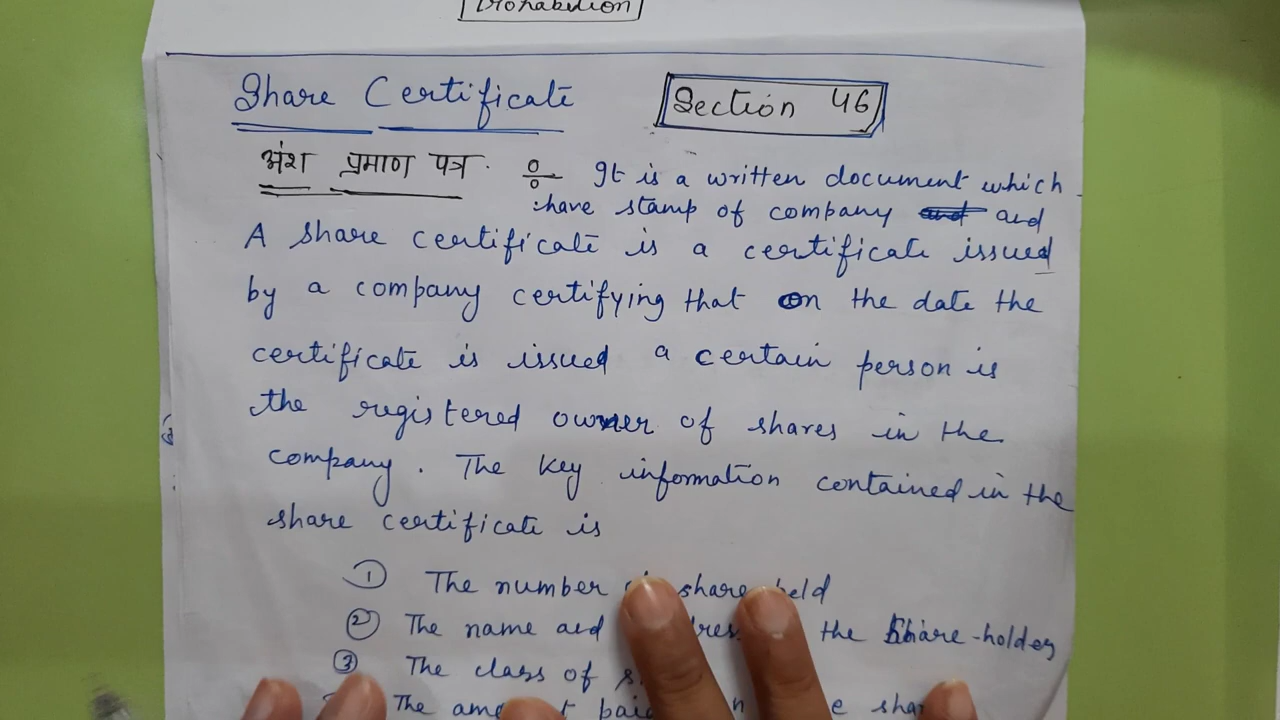 Prohabition
Share Certificate Section 46
अंश प्रमाण पत्र . ÷ It is a written document which
have stamp of company and
A share certificate is a certificate issued
by a company certifying that on the date the
certificate is issued a certain person is
the registered owner of shares in the
company. The key information contained in the
share certificate is
① The number share held
② The name and the Share-holder
③ The class of
The paid